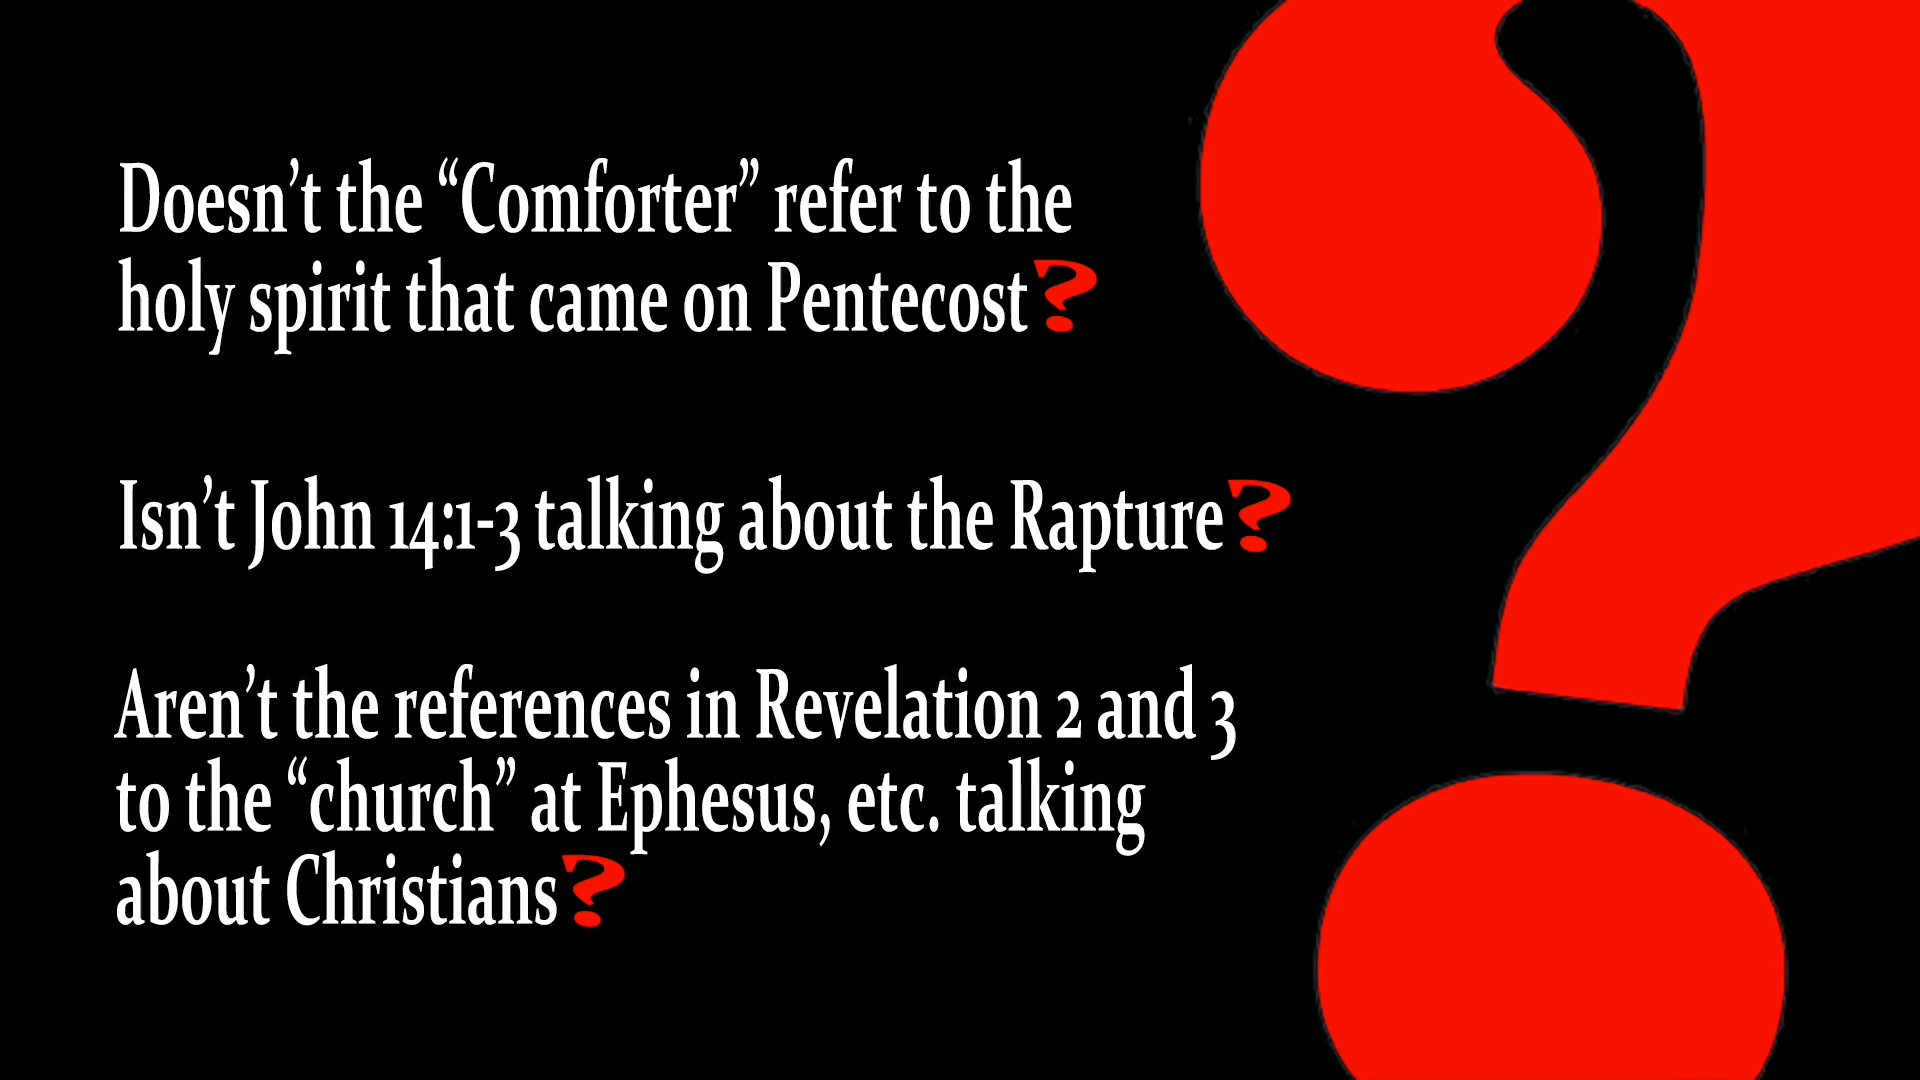 Doesn’t the “Comforter” refer to the
holy spirit that came on Pentecost?
Isn’t John 14:1-3 talking about the Rapture?
Aren’t the references in Revelation 2 and 3
to the “church” at Ephesus, etc. talking
about Christians?
?